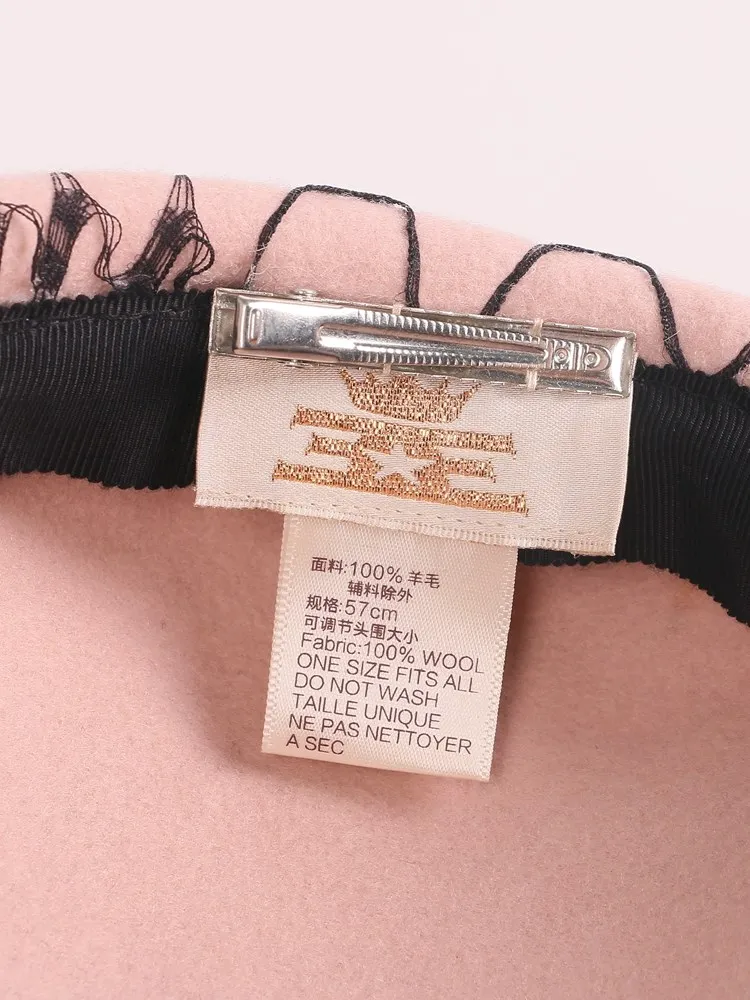 面料:100% 羊毛
辅料除外
规格:57cm
可调节头围大小
Fabric:100% WOOL
ONE SIZE FITS ALL
DO NOT WASH
TAILLE UNIQUE
NE PAS NETTOYER
A SEC